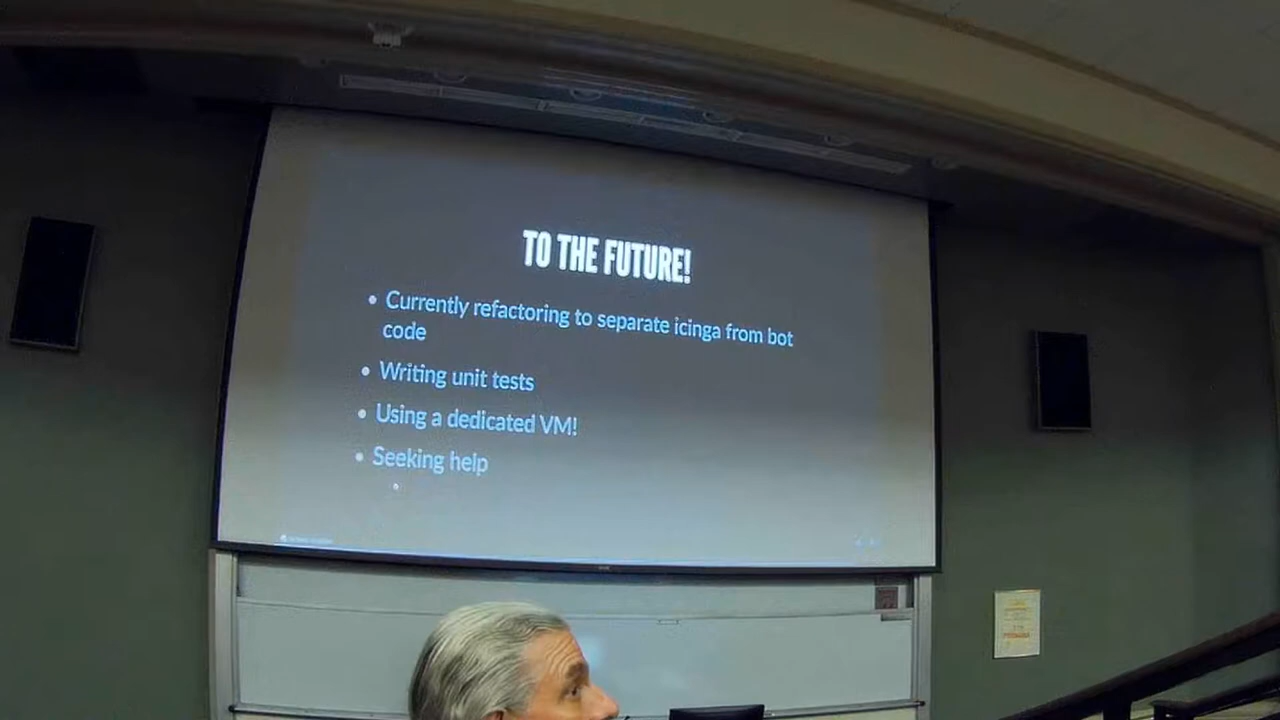 TO THE FUTURE!
• Currently refactoring to separate icinga from bot
code
• Writing unit tests
• Using a dedicated VM!
• Seeking help